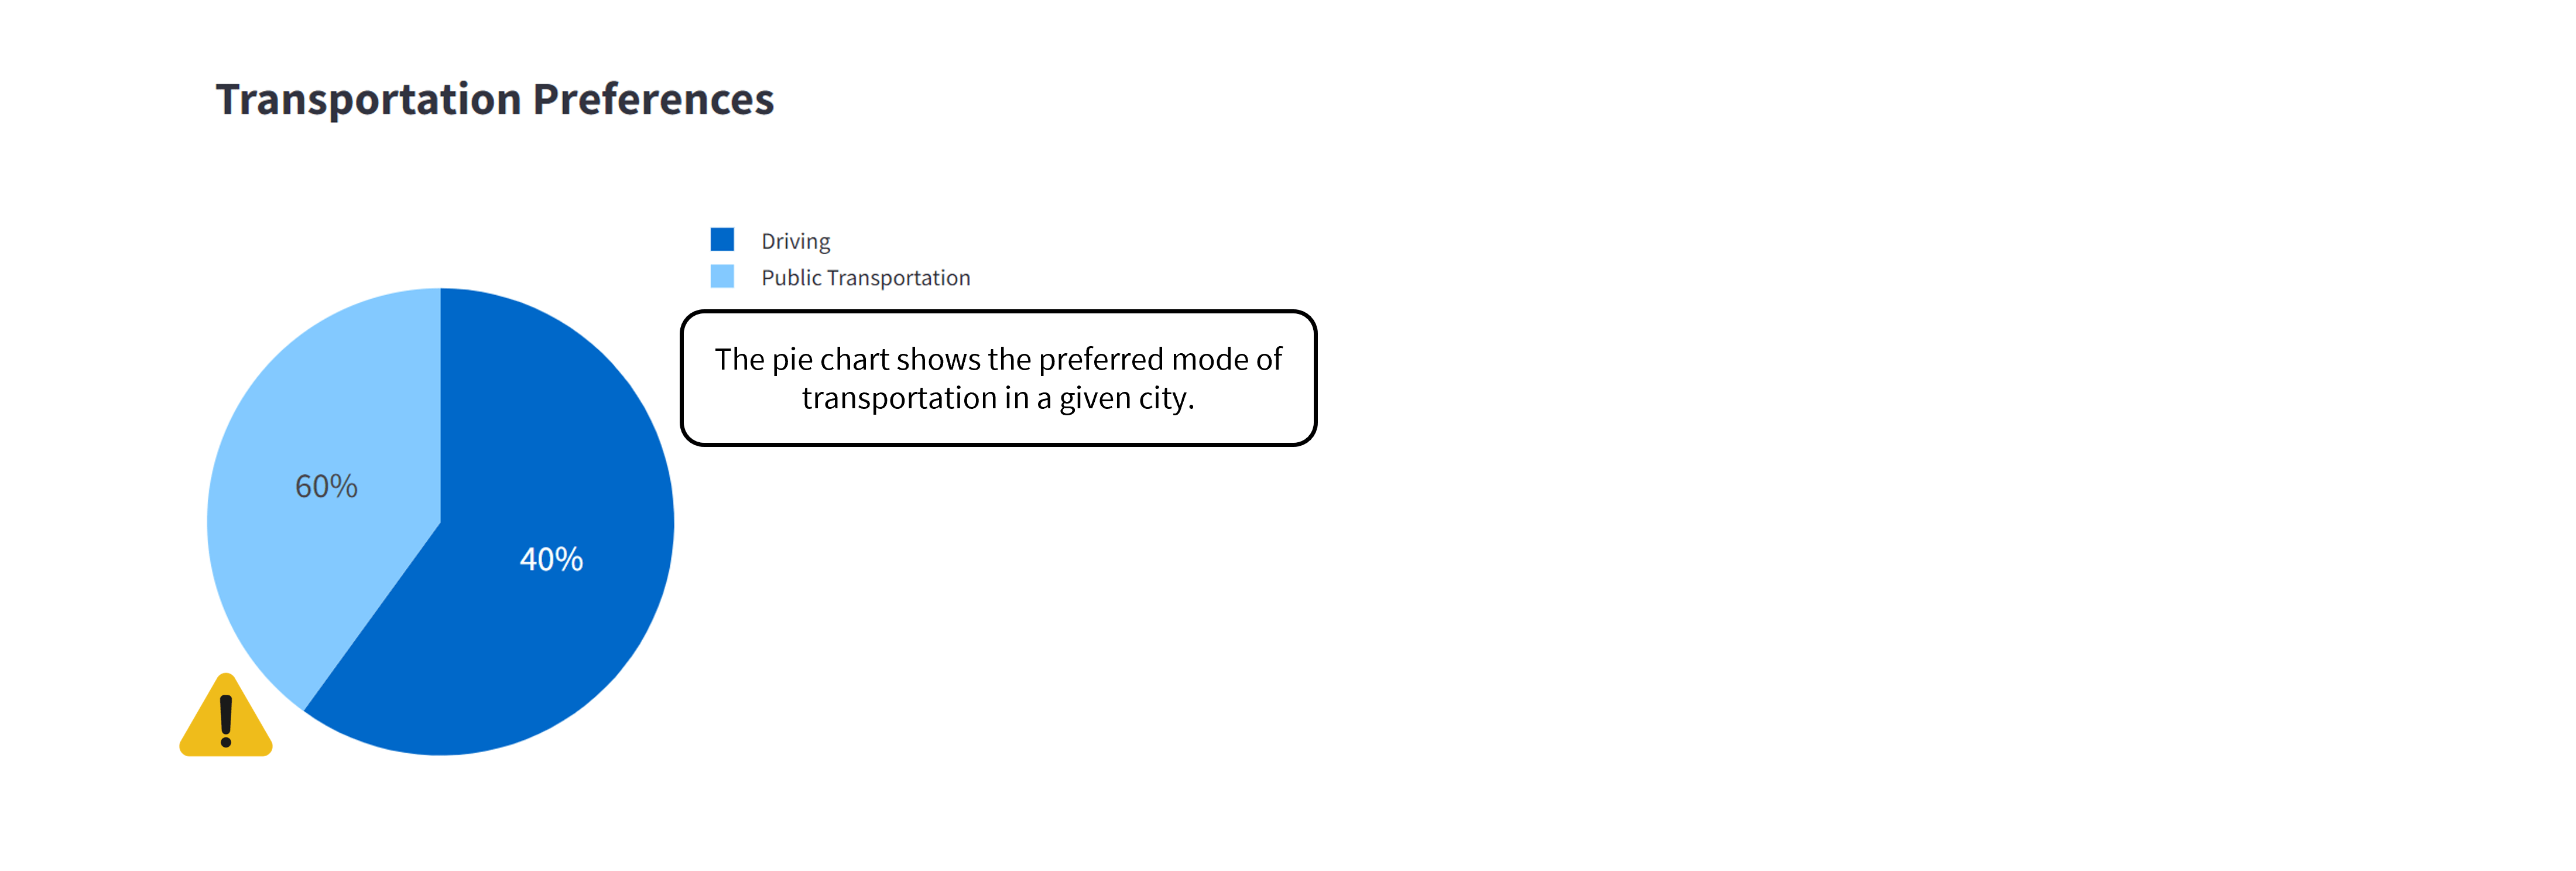 Transportation Preferences
Driving
Public Transportation
The pie chart shows the preferred mode of
transportation in a given city.
60%
40%